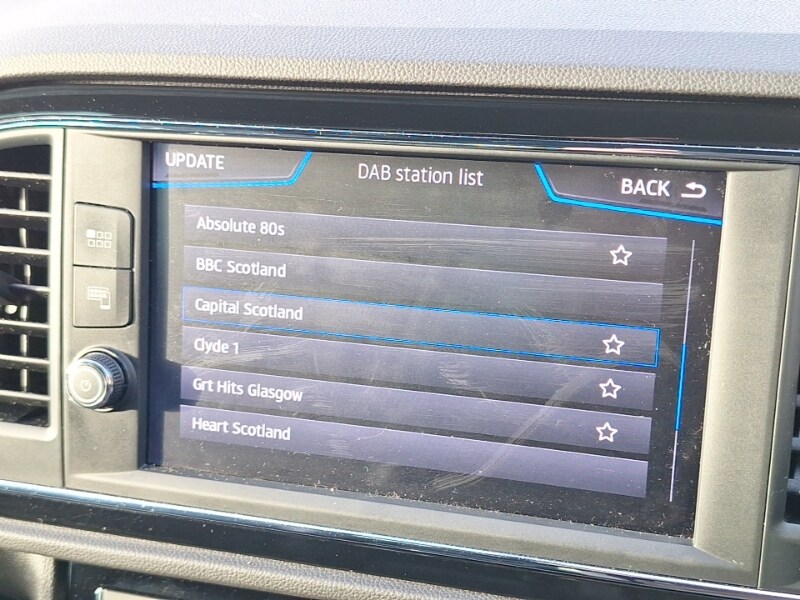 UPDATE
DAB station list
BACK
Absolute 80s
BBC Scotland
Capital Scotland
Clyde 1
Grt Hits Glasgow
Heart Scotland